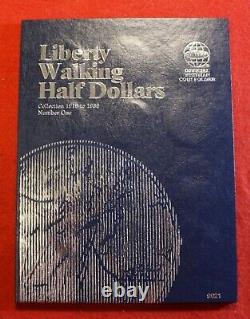 Liberty
Walking
Half Dollars
Collection 1916 to 1936
Number One
OFFICIAL
WHITMAN
COIN FOLDER
9021